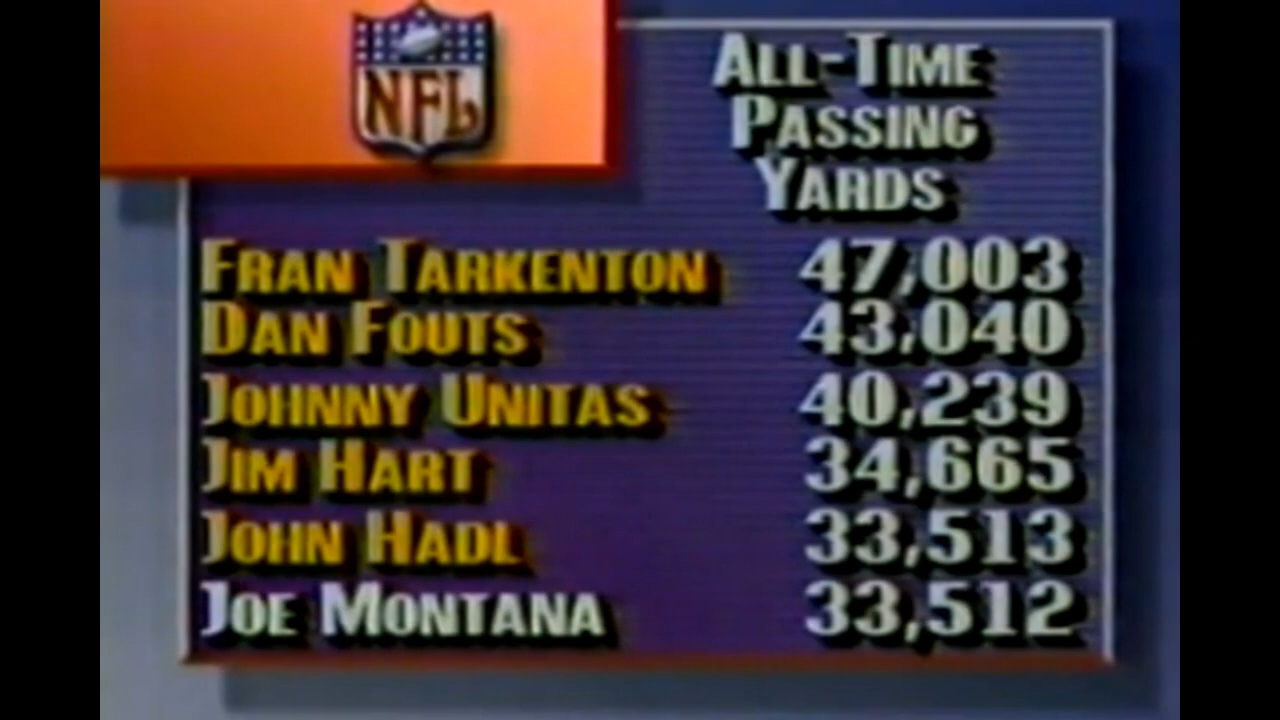 NFL
ALL-TIME
PASSING
YARDS
FRAN TARKENTON 47,003
DAN FOUTS 43,040
JOHNNY UNITAS 40,239
JIM HART 34,665
JOHN HADL 33,513
JOE MONTANA 33,512